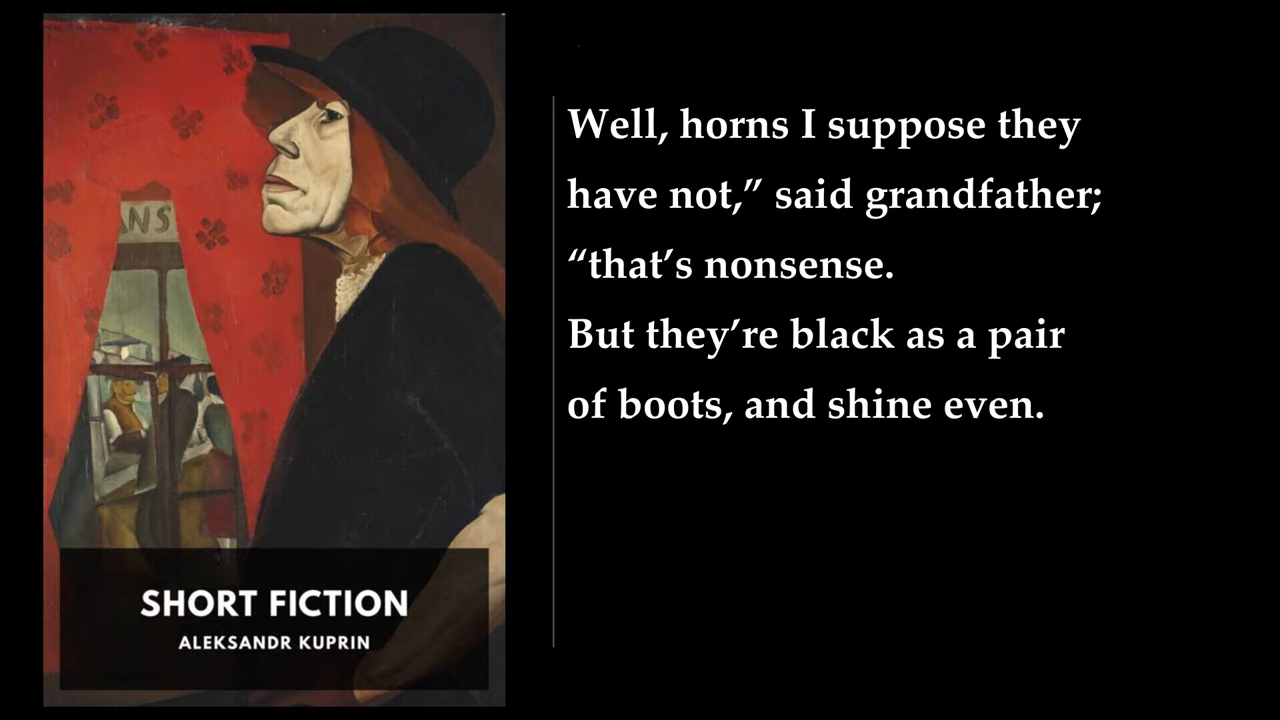 ANS
SHORT FICTION
ALEKSANDR KUPRIN
Well, horns I suppose they
have not,” said grandfather;
“that’s nonsense.
But they’re black as a pair
of boots, and shine even.